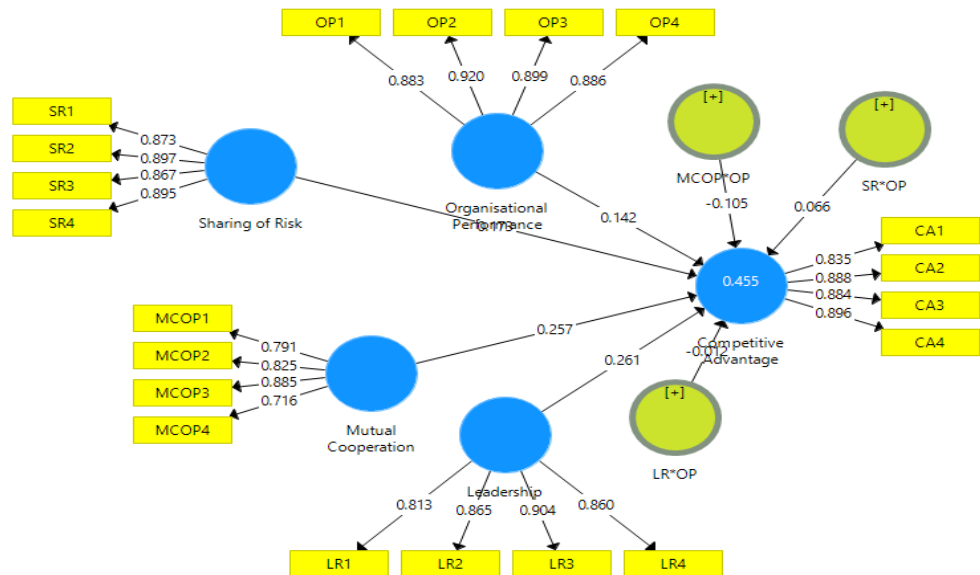 OP1
OP2
OP3
OP4
0.883
0.920
0.899
0.886
SR1
SR2
SR3
SR4
0.873
0.897
0.867
0.895
Sharing of Risk
Organisational
Performance
0.173
0.142
[+]
MCOP*OP
-0.105
[+]
SR*OP
0.066
0.455
Competitive
Advantage
0.835
0.888
0.884
0.896
CA1
CA2
CA3
CA4
MCOP1
MCOP2
MCOP3
MCOP4
0.791
0.825
0.885
0.716
Mutual
Cooperation
0.257
0.261
-0.012
[+]
LR*OP
Leadership
0.813
0.865
0.904
0.860
LR1
LR2
LR3
LR4